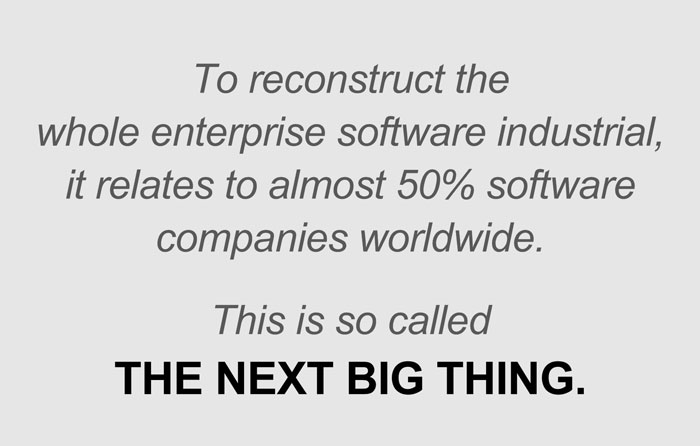 To reconstruct the
whole enterprise software industrial,
it relates to almost 50% software
companies worldwide.
This is so called
THE NEXT BIG THING.